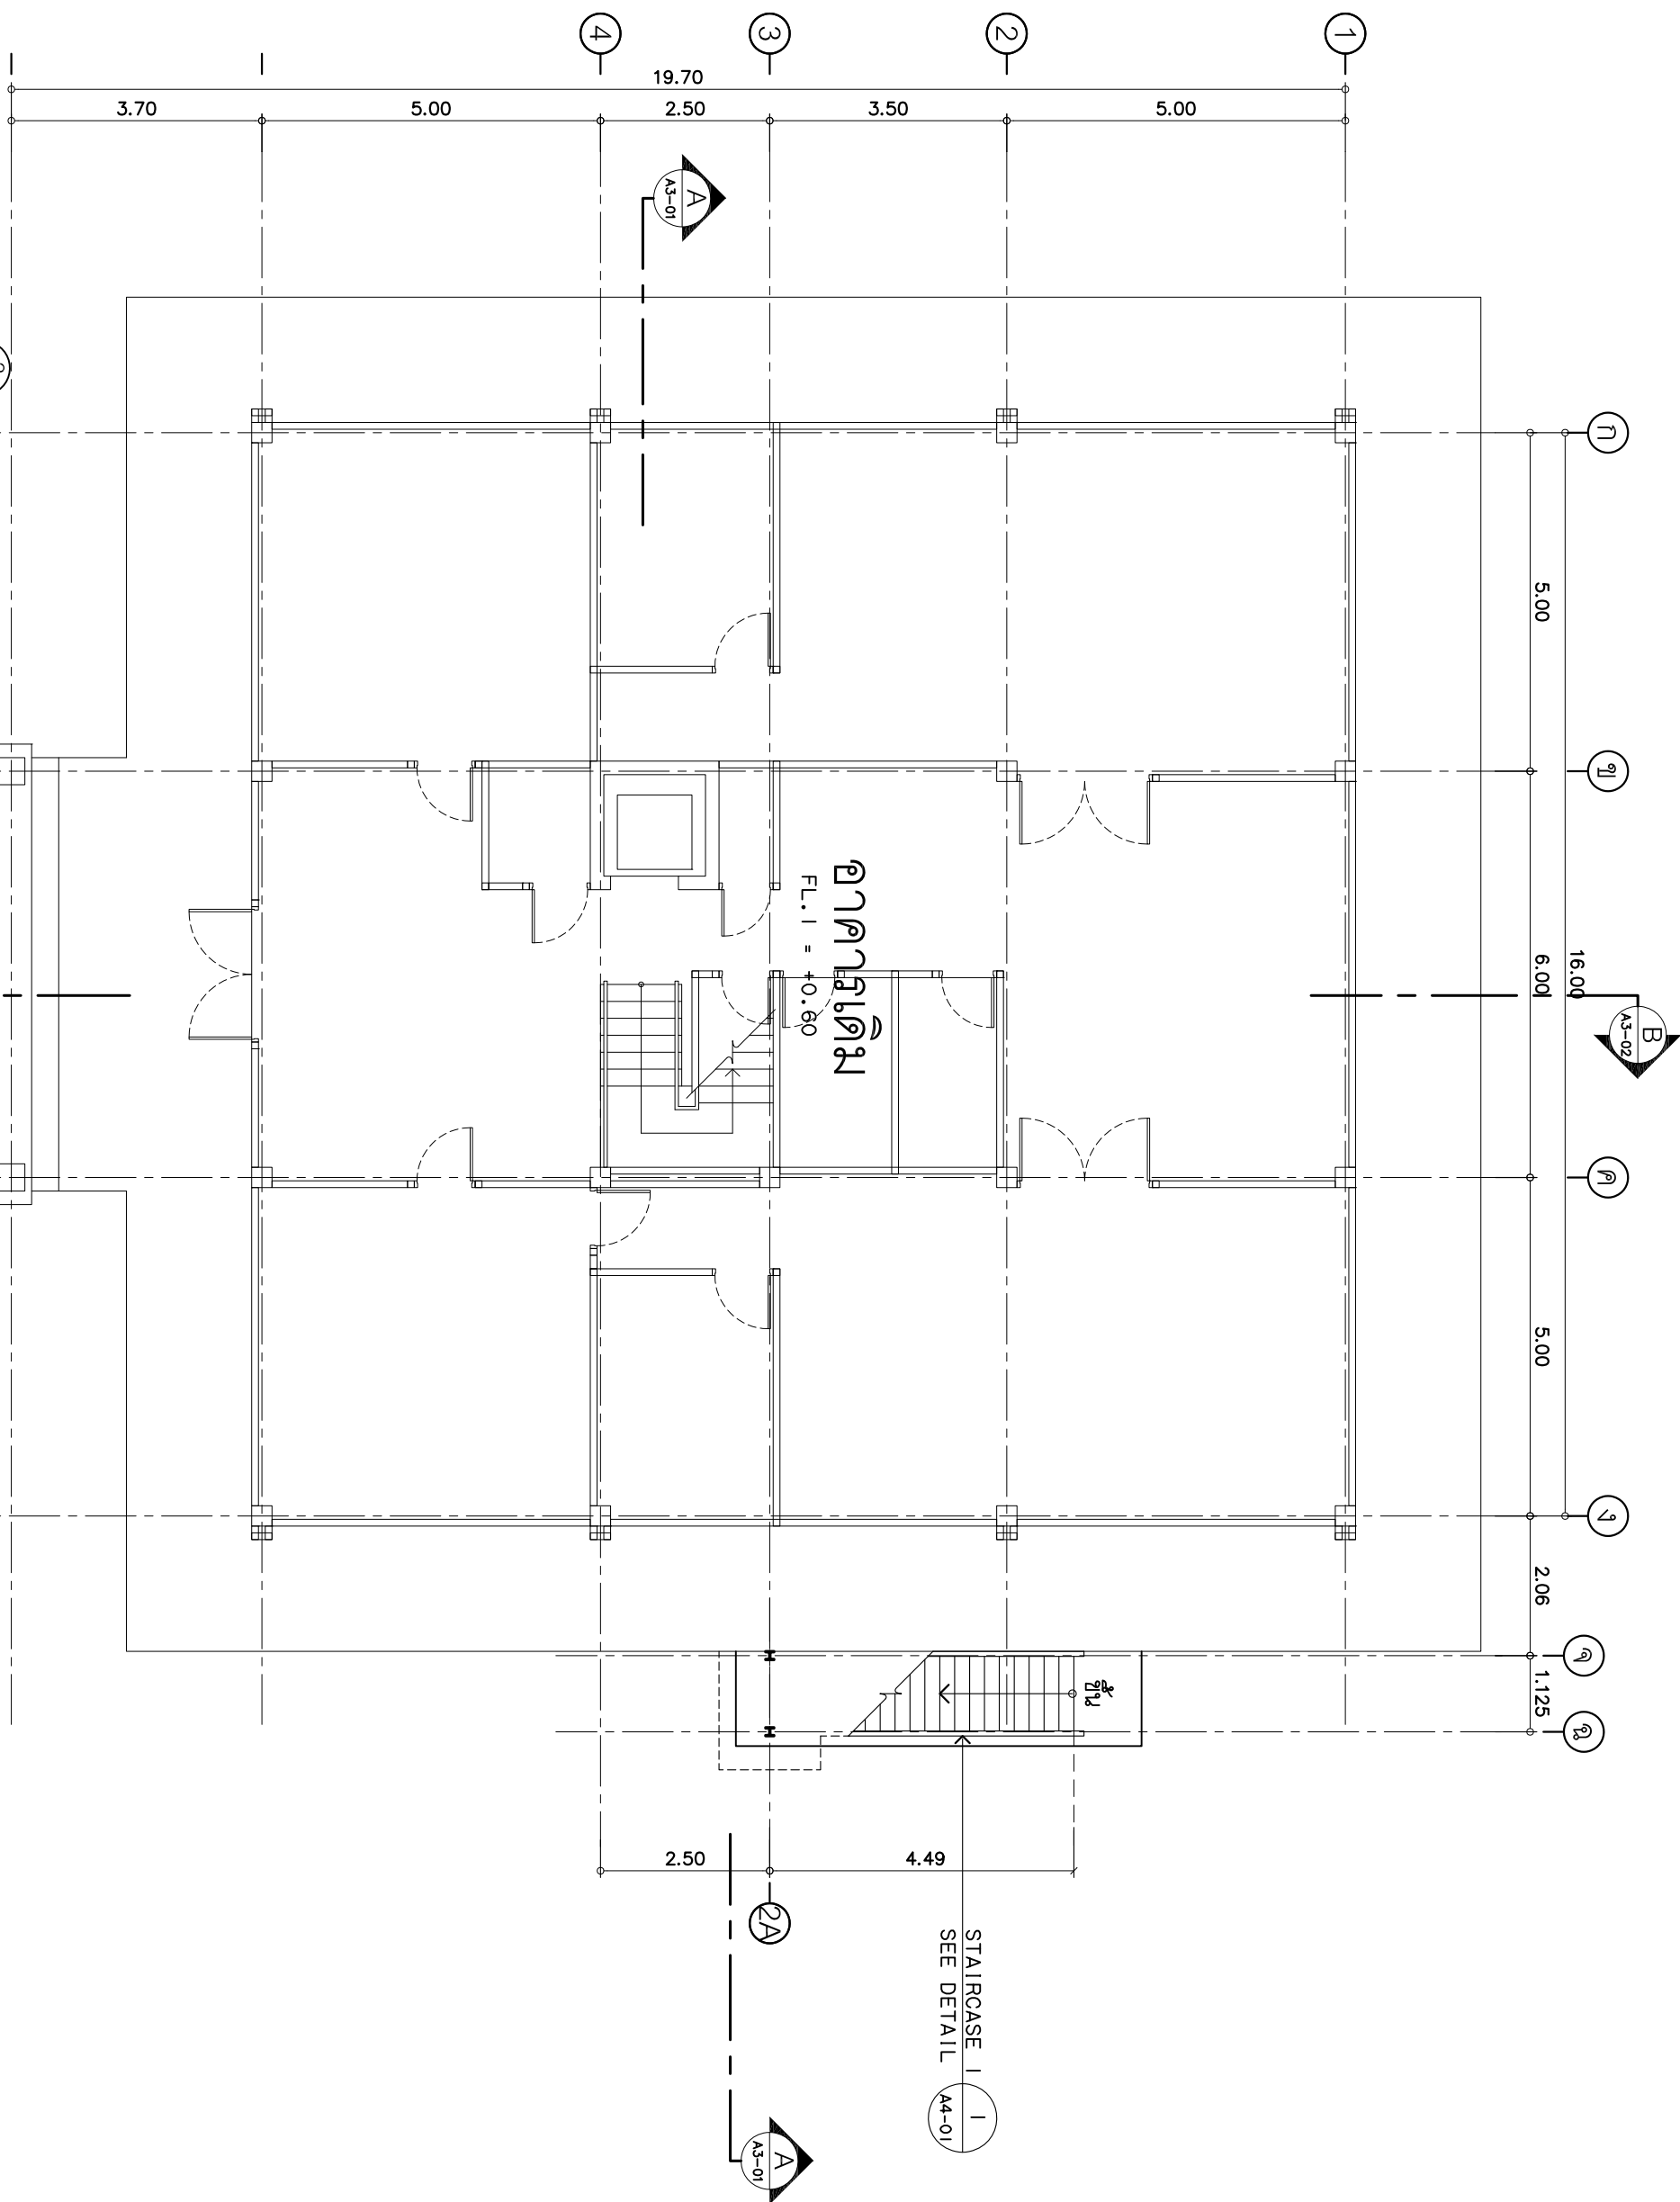 4
3
2
1
19.70
3.70
5.00
2.50
3.50
5.00
A
A3-01
ก
ข
ค
ง
จ
ฉ
5.00
6.00
16.00
5.00
2.06
1.125
B
A3-02
อาคารเดิม
FL.1 = +0.60
ขึ้น
2.50
4.49
2A
STAIRCASE 1
SEE DETAIL
1
A4-01
A
A3-01